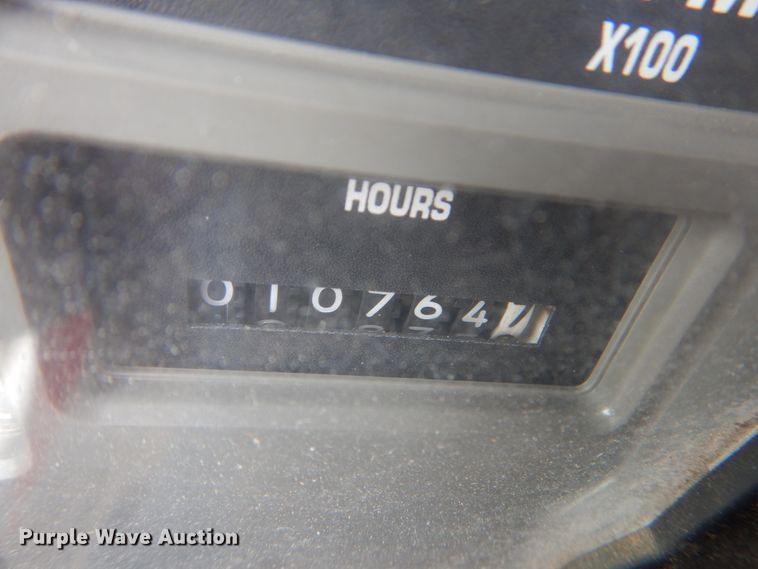 X100
HOURS
010764
Purple Wave Auction